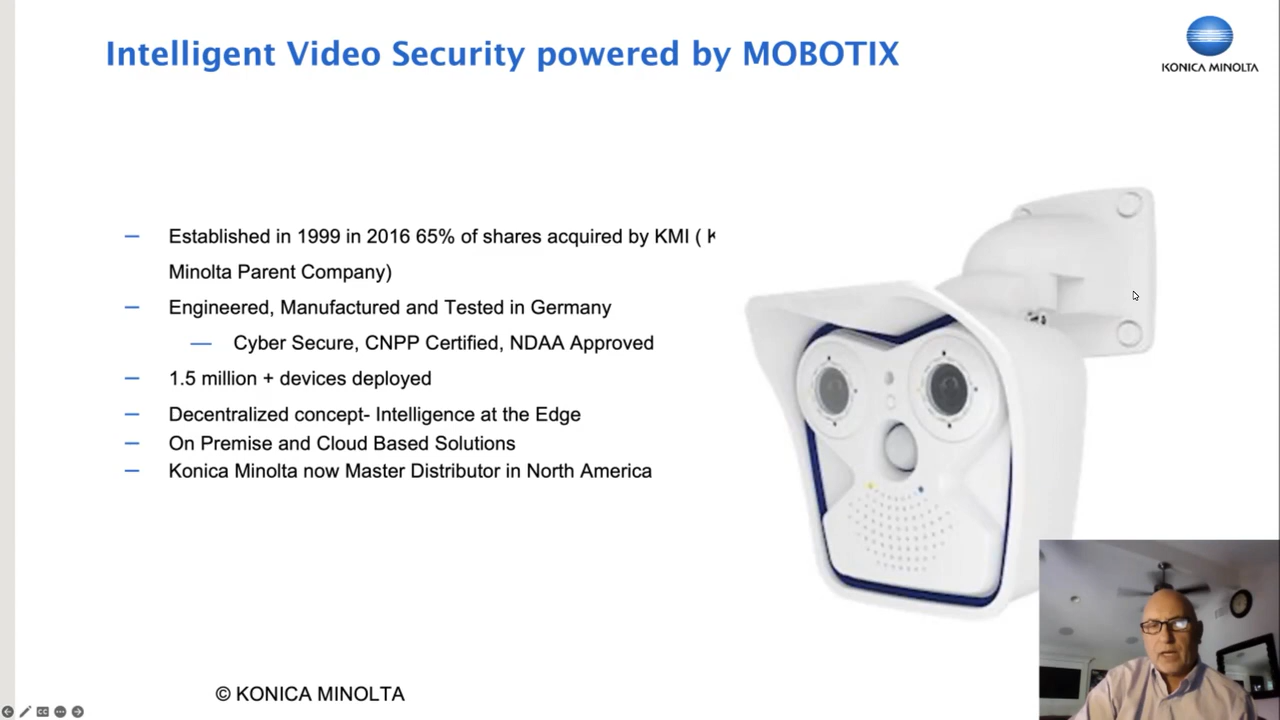 Intelligent Video Security powered by MOBOTIX
KONICA MINOLTA
— Established in 1999 in 2016 65% of shares acquired by KMI ( K
Minolta Parent Company)
— Engineered, Manufactured and Tested in Germany
— Cyber Secure, CNPP Certified, NDAA Approved
— 1.5 million + devices deployed
— Decentralized concept- Intelligence at the Edge
— On Premise and Cloud Based Solutions
— Konica Minolta now Master Distributor in North America
© KONICA MINOLTA
CC